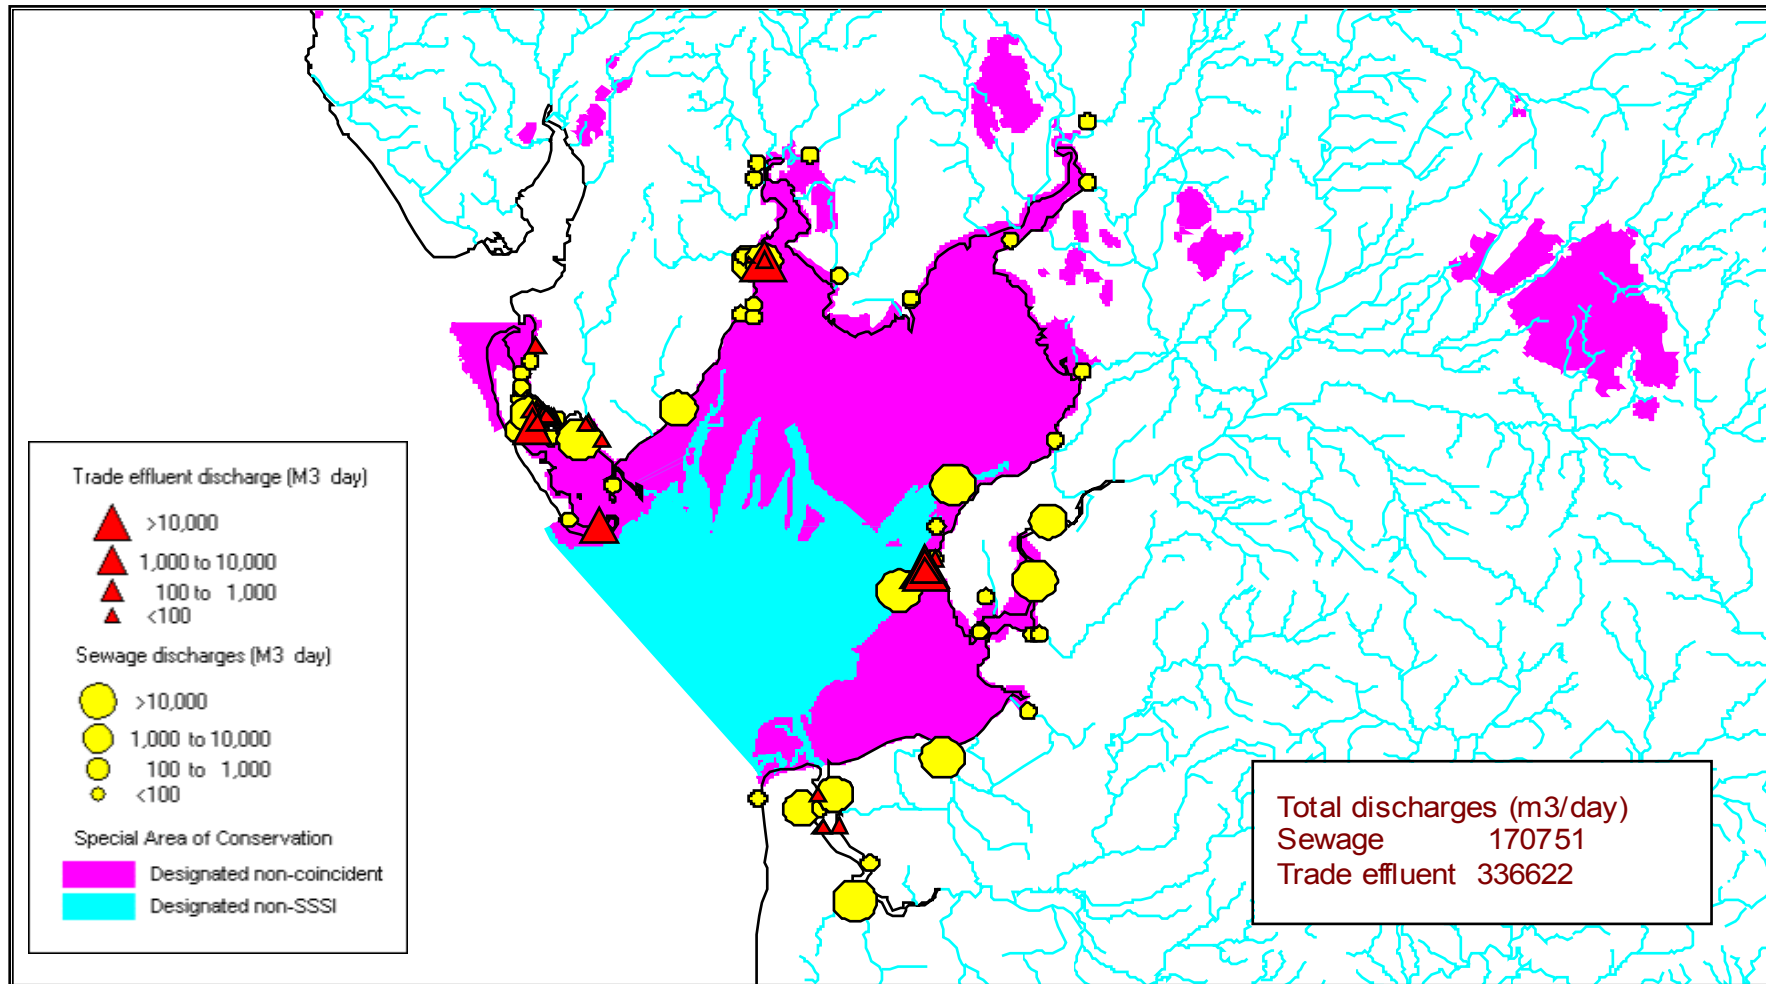 Trade effluent discharge (M3 day)
>10,000
1,000 to 10,000
100 to 1,000
<100
Sewage discharges (M3 day)
>10,000
1,000 to 10,000
100 to 1,000
<100
Special Area of Conservation
Designated non-coincident
Designated non-SSSI
Total discharges (m3/day)
Sewage 170751
Trade effluent 336622